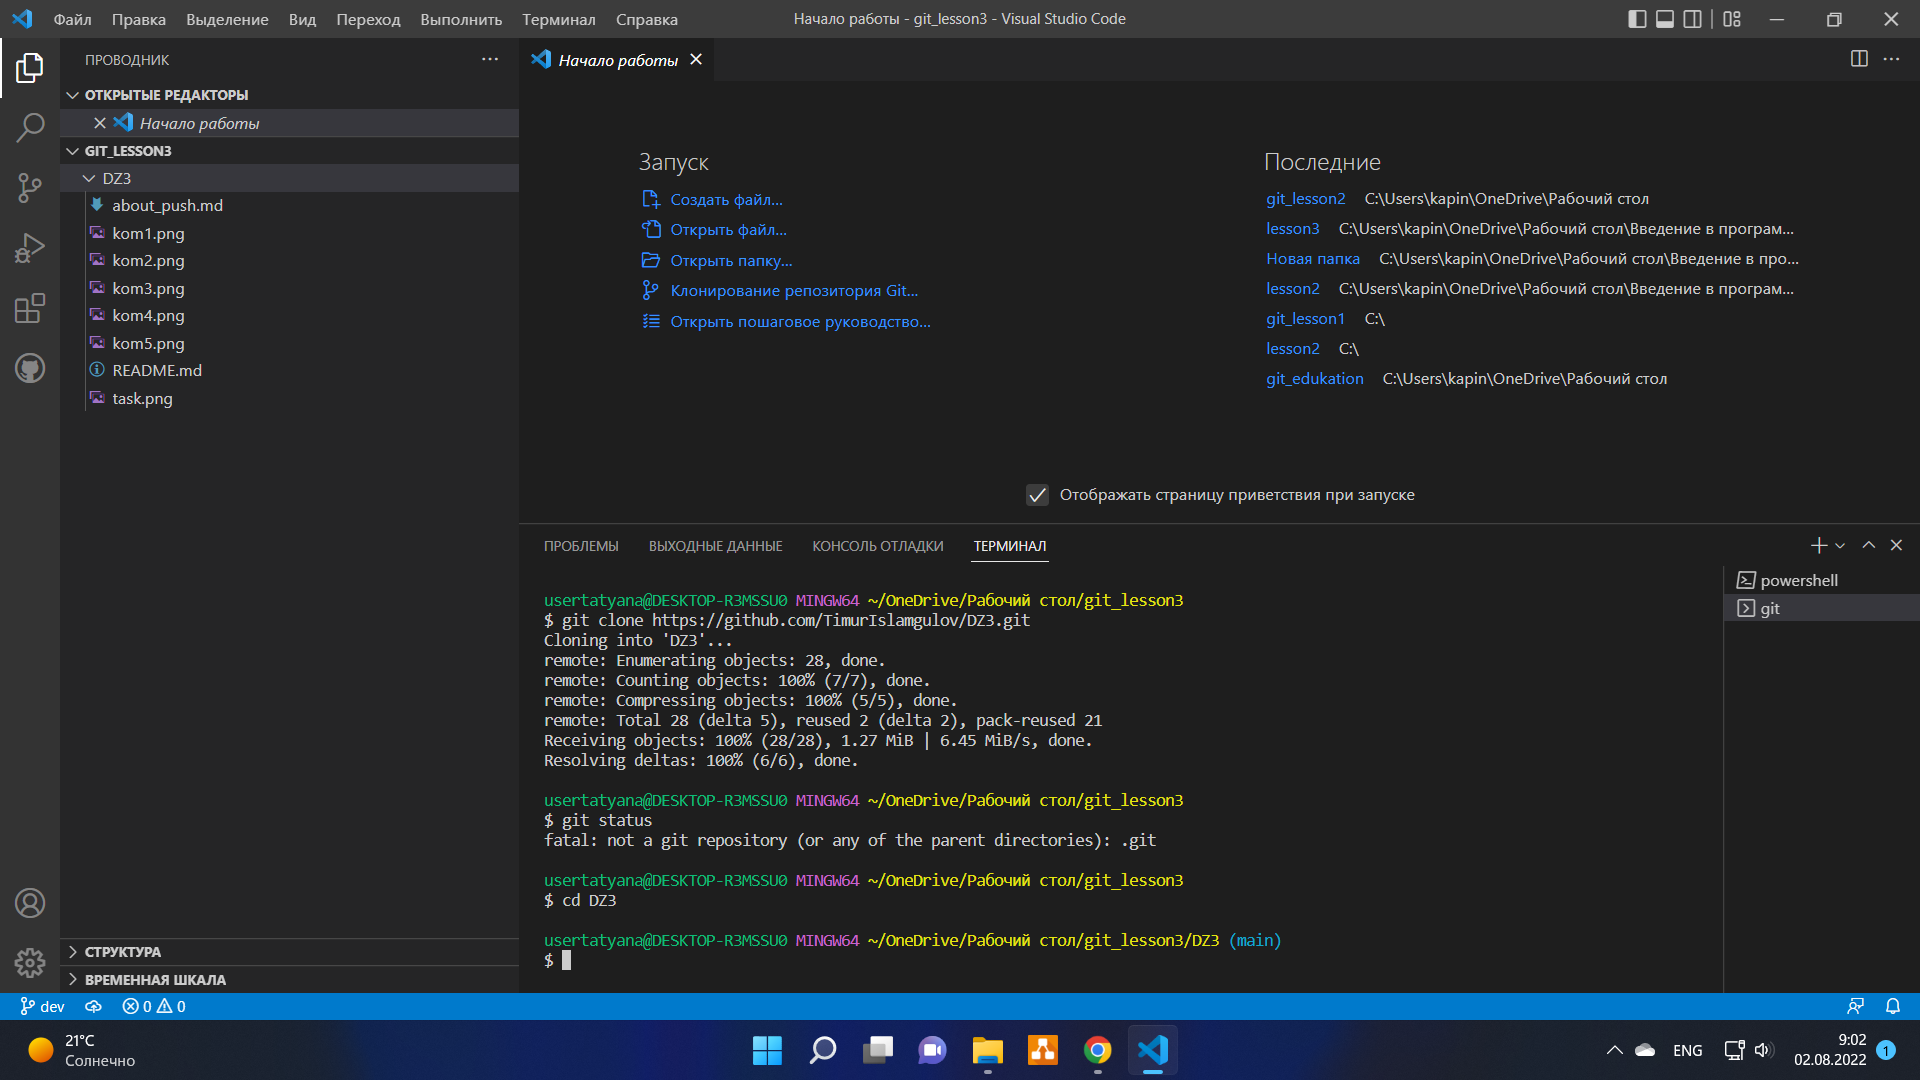 Файл Правка Выделение Вид Переход Выполнить Терминал Справка
Начало работы - git_lesson3 - Visual Studio Code
ПРОВОДНИК
ОТКРЫТЫЕ РЕДАКТОРЫ
Начало работы
GIT_LESSON3
DZ3
about_push.md
kom1.png
kom2.png
kom3.png
kom4.png
kom5.png
README.md
task.png
СТРУКТУРА
ВРЕМЕННАЯ ШКАЛА
Начало работы
Запуск
Создать файл...
Открыть файл...
Открыть папку...
Клонирование репозитория Git...
Открыть пошаговое руководство...
Последние
git_lesson2 C:\Users\kapin\OneDrive\Рабочий стол
lesson3 C:\Users\kapin\OneDrive\Рабочий стол\Введение в програм...
Новая папка C:\Users\kapin\OneDrive\Рабочий стол\Введение в про...
lesson2 C:\Users\kapin\OneDrive\Рабочий стол\Введение в програм...
git_lesson1 C:\
lesson2 C:\
git_edukation C:\Users\kapin\OneDrive\Рабочий стол
Отображать страницу приветствия при запуске
ПРОБЛЕМЫ ВЫХОДНЫЕ ДАННЫЕ КОНСОЛЬ ОТЛАДКИ ТЕРМИНАЛ
usertatyana@DESKTOP-R3MSSU0 MINGW64 ~/OneDrive/Рабочий стол/git_lesson3
$ git clone https://github.com/TimurIslamgulov/DZ3.git
Cloning into 'DZ3'...
remote: Enumerating objects: 28, done.
remote: Counting objects: 100% (7/7), done.
remote: Compressing objects: 100% (5/5), done.
remote: Total 28 (delta 5), reused 2 (delta 2), pack-reused 21
Receiving objects: 100% (28/28), 1.27 MiB | 6.45 MiB/s, done.
Resolving deltas: 100% (6/6), done.
usertatyana@DESKTOP-R3MSSU0 MINGW64 ~/OneDrive/Рабочий стол/git_lesson3
$ git status
fatal: not a git repository (or any of the parent directories): .git
usertatyana@DESKTOP-R3MSSU0 MINGW64 ~/OneDrive/Рабочий стол/git_lesson3
$ cd DZ3
usertatyana@DESKTOP-R3MSSU0 MINGW64 ~/OneDrive/Рабочий стол/git_lesson3/DZ3 (main)
$
powershell
git
dev 0 0
21°C
Солнечно
ENG
9:02
02.08.2022
1